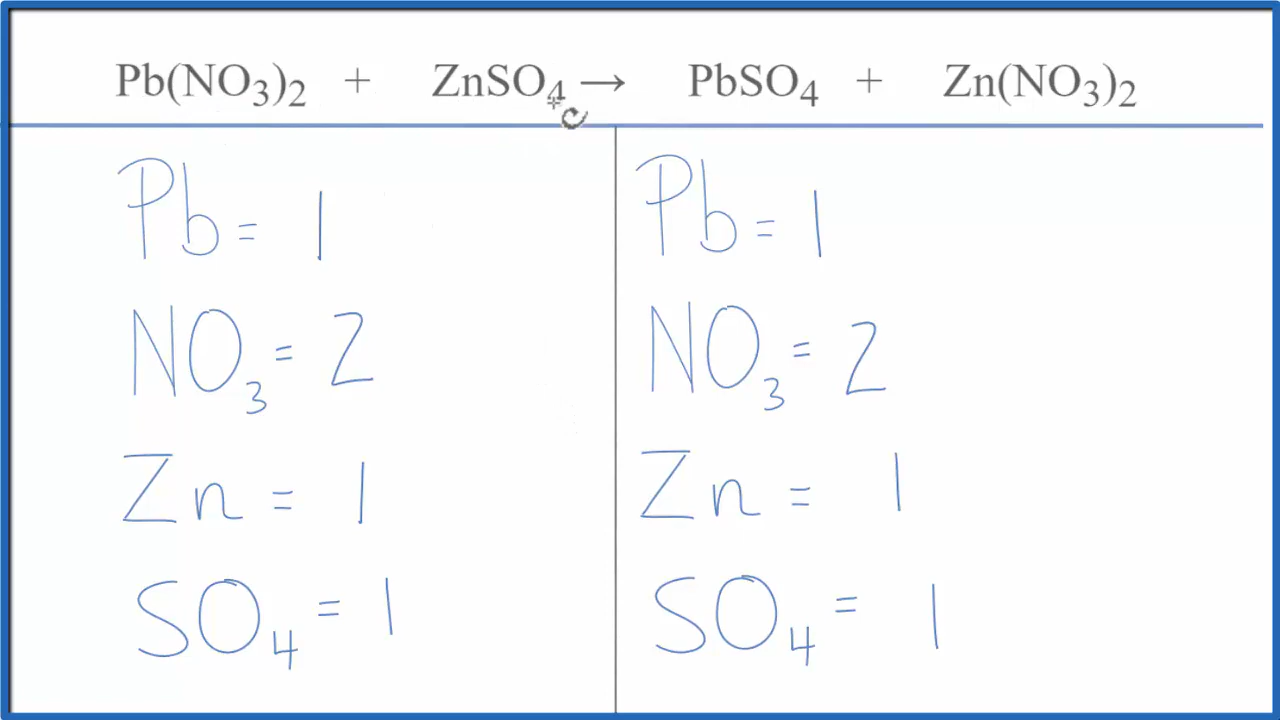 Pb(NO₃)₂ + ZnSO₄ → PbSO₄ + Zn(NO₃)₂
Pb = 1
NO₃ = 2
Zn = 1
SO₄ = 1
Pb = 1
NO₃ = 2
Zn = 1
SO₄ = 1